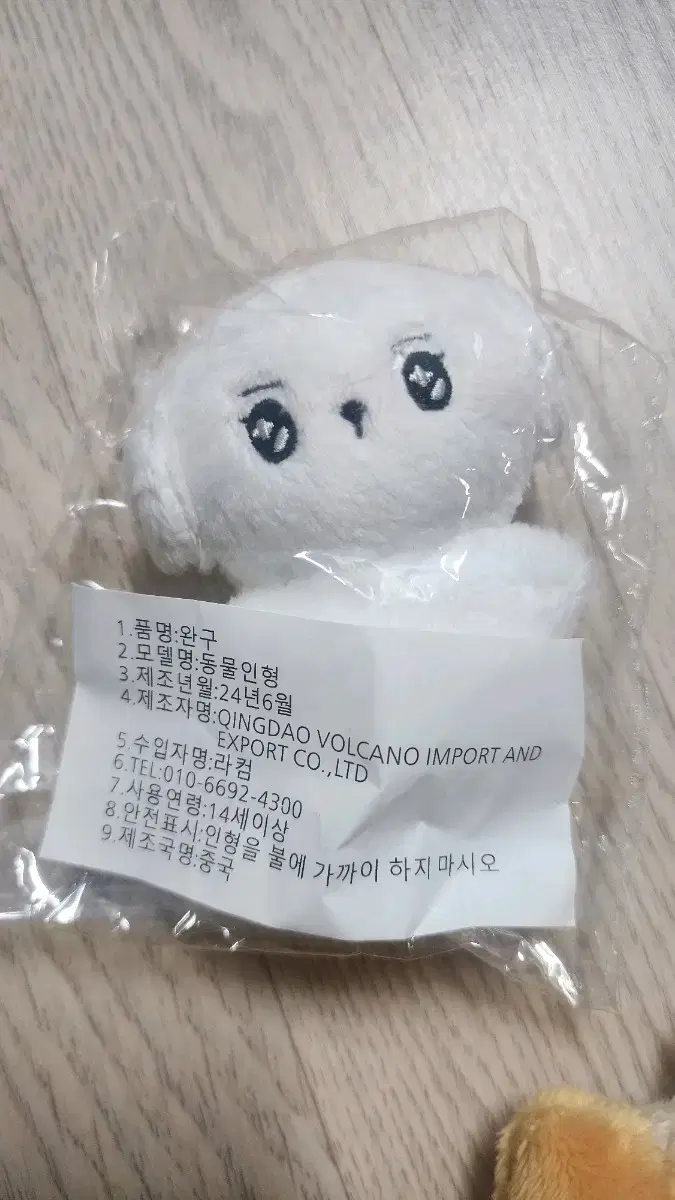 1.품명:완구
2.모델명:동물인형
3.제조년월:24년6월
4.제조자명:QINGDAO VOLCANO IMPORT AND
EXPORT CO.,LTD
5.수입자명:라컴
6.TEL:010-6692-4300
7.사용연령:14세이상
8.안전표시:인형을 불에 가까이 하지마시오
9.제조국명:중국